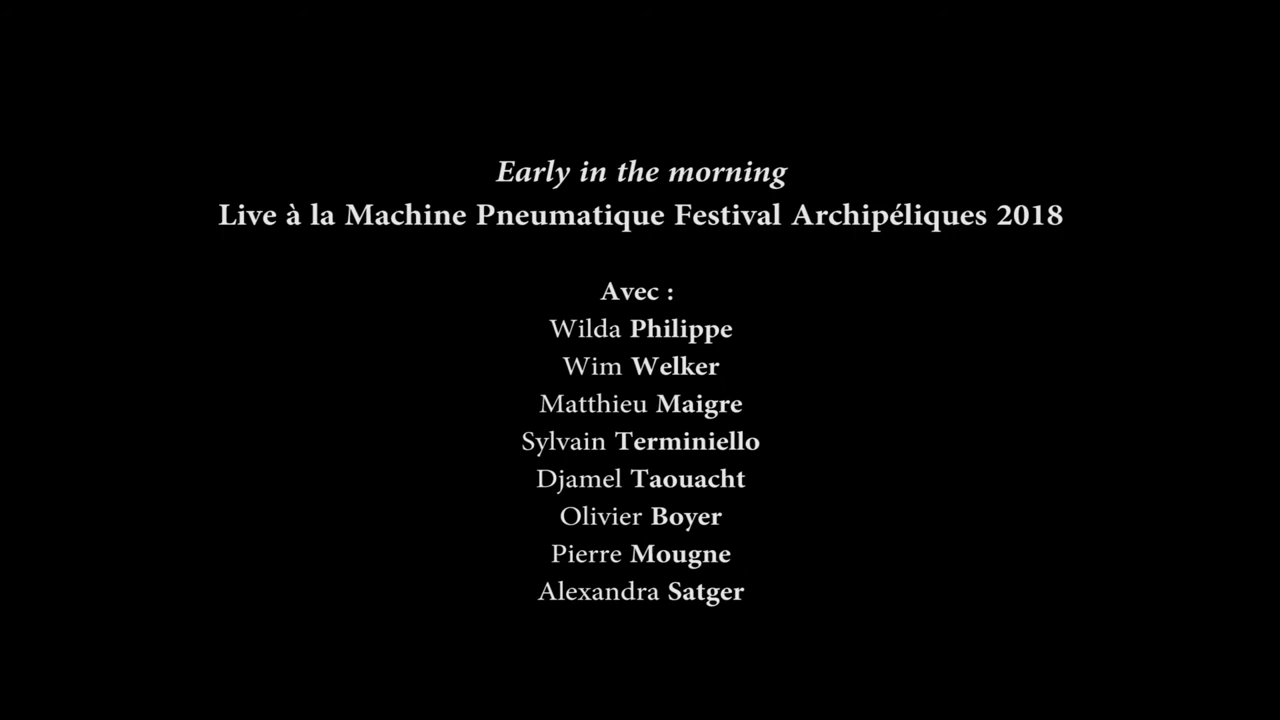 Early in the morning
Live à la Machine Pneumatique Festival Archipéliques 2018
Avec :
Wilda Philippe
Wim Welker
Matthieu Maigre
Sylvain Terminiello
Djamel Taouacht
Olivier Boyer
Pierre Mougne
Alexandra Satger